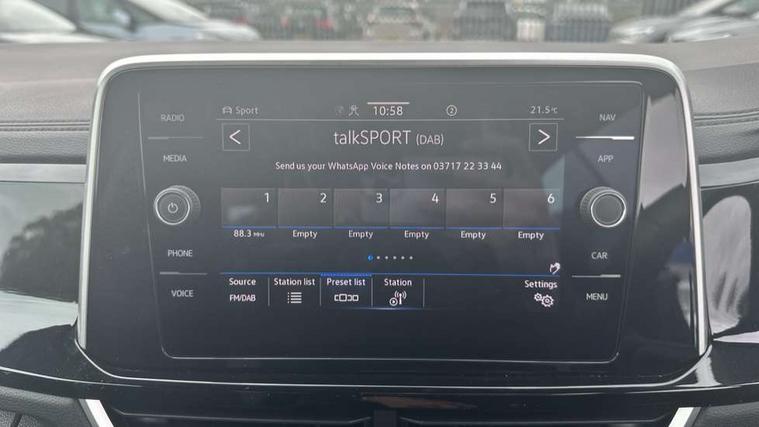 RADIO
MEDIA
PHONE
VOICE
Sport
10:58
2
21.5°C
talkSPORT (DAB)
Send us your WhatsApp Voice Notes on 03717 22 33 44
1 2 3 4 5 6
88.3 MHz Empty Empty Empty Empty Empty
Source Station list Preset list Station Settings
FM/DAB
NAV
APP
CAR
MENU